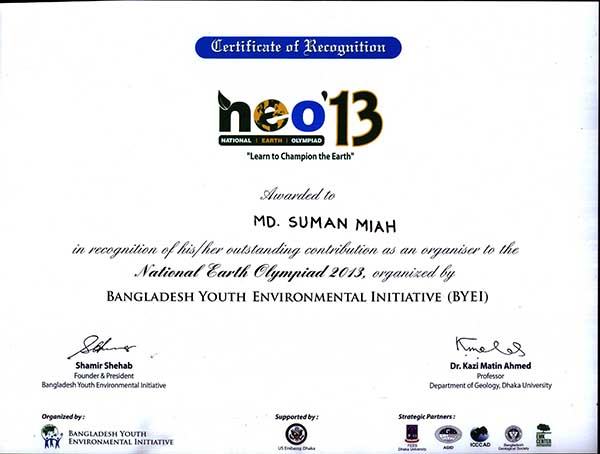 Certificate of Recognition
neo'13
NATIONAL | EARTH | OLYMPIAD
"Learn to Champion the Earth"
Awarded to
MD. SUMAN MIAH
in recognition of his/her outstanding contribution as an organiser to the
National Earth Olympiad 2013, organized by
BANGLADESH YOUTH ENVIRONMENTAL INITIATIVE (BYEI)
Shamir Shehab
Founder & President
Bangladesh Youth Environmental Initiative
Dr. Kazi Matin Ahmed
Professor
Department of Geology, Dhaka University
Organized by :
BANGLADESH YOUTH
ENVIRONMENTAL INITIATIVE
Supported by :
US Embassy, Dhaka
Strategic Partners :
Dhaka University
AGID
ICCCAD
Bangladesh
Geological Society
EMK
CENTER